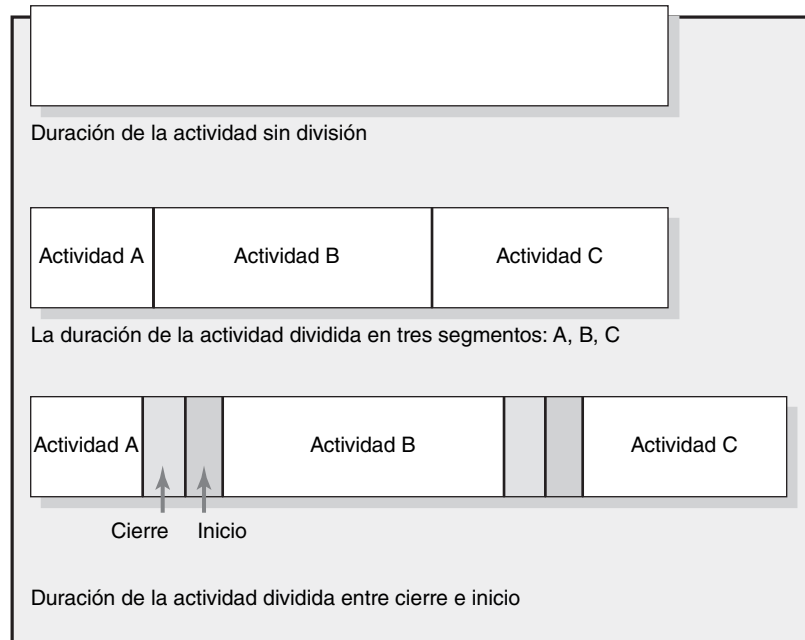 Duración de la actividad sin división
Actividad A Actividad B Actividad C
La duración de la actividad dividida en tres segmentos: A, B, C
Actividad A Actividad B Actividad C
Cierre Inicio
Duración de la actividad dividida entre cierre e inicio